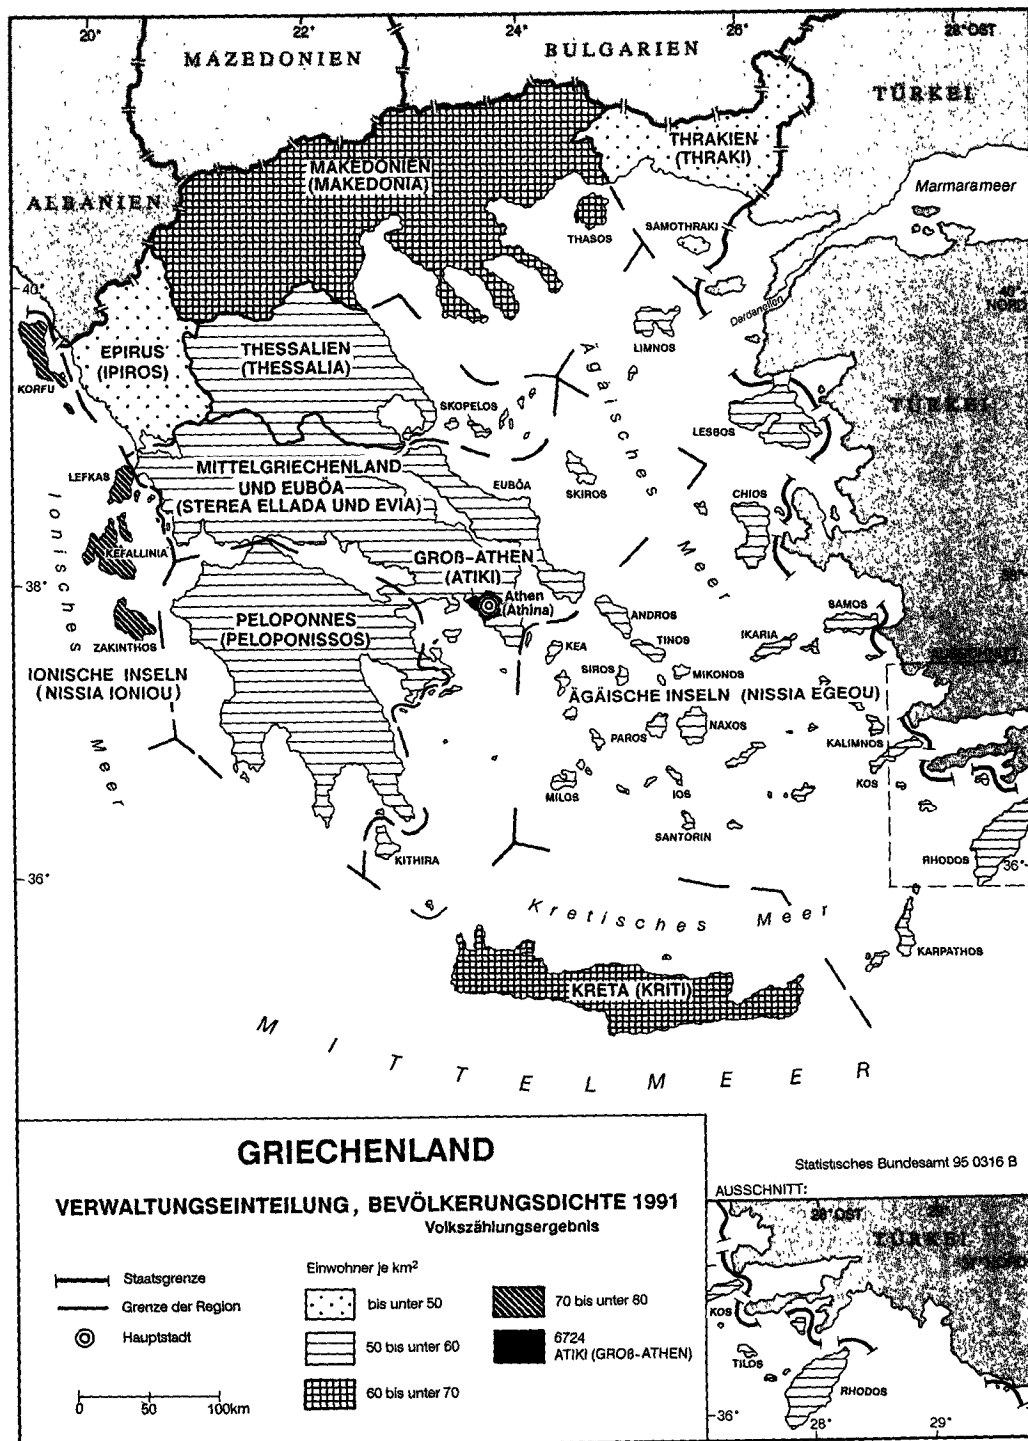 20°
22°
24°
26°
28° OST
MAZEDONIEN
BULGARIEN
TÜRKEI
ALBANIEN
THRAKIEN
(THRAKI)
MAKEDONIEN
(MAKEDONIA)
Marmarameer
THASOS
SAMOTHRAKI
40°
40°
NORD
Dardanellen
LIMNOS
EPIRUS
(IPIROS)
THESSALIEN
(THESSALIA)
KORFU
SKOPELOS
Ägäisches Meer
TÜRKEI
LESBOS
LEFKAS
MITTELGRIECHENLAND
UND EUBÖA
(STEREA ELLADA UND EVIA)
EUBÖA
SKIROS
CHIOS
Ionisches Meer
KEFALLINIA
GROß-ATHEN
(ATIKI)
38°
38°
Athen
(Athina)
PELOPONNES
(PELOPONISSOS)
ANDROS
SAMOS
ZAKINTHOS
KEA
TINOS
IKARIA
AUSSCHNITT
IONISCHE INSELN
(NISSIA IONIOU)
SIROS
MIKONOS
ÄGÄISCHE INSELN (NISSIA EGEOU)
PAROS
NAXOS
KALIMNOS
MILOS
IOS
KOS
SANTORIN
KITHIRA
RHODOS
36°
36°
Kretisches Meer
KARPATHOS
KRETA (KRITI)
MITTELMEER
GRIECHENLAND
VERWALTUNGSEINTEILUNG, BEVÖLKERUNGSDICHTE 1991
Volkszählungsergebnis
Staatsgrenze
Grenze der Region
Hauptstadt
0 50 100km
Einwohner je km²
bis unter 50
50 bis unter 60
60 bis unter 70
70 bis unter 80
6724
ATIKI (GROß-ATHEN)
Statistisches Bundesamt 95 0316 B
AUSSCHNITT:
28° OST
29°
TÜRKEI
KOS
TILOS
RHODOS
36°
28°
29°